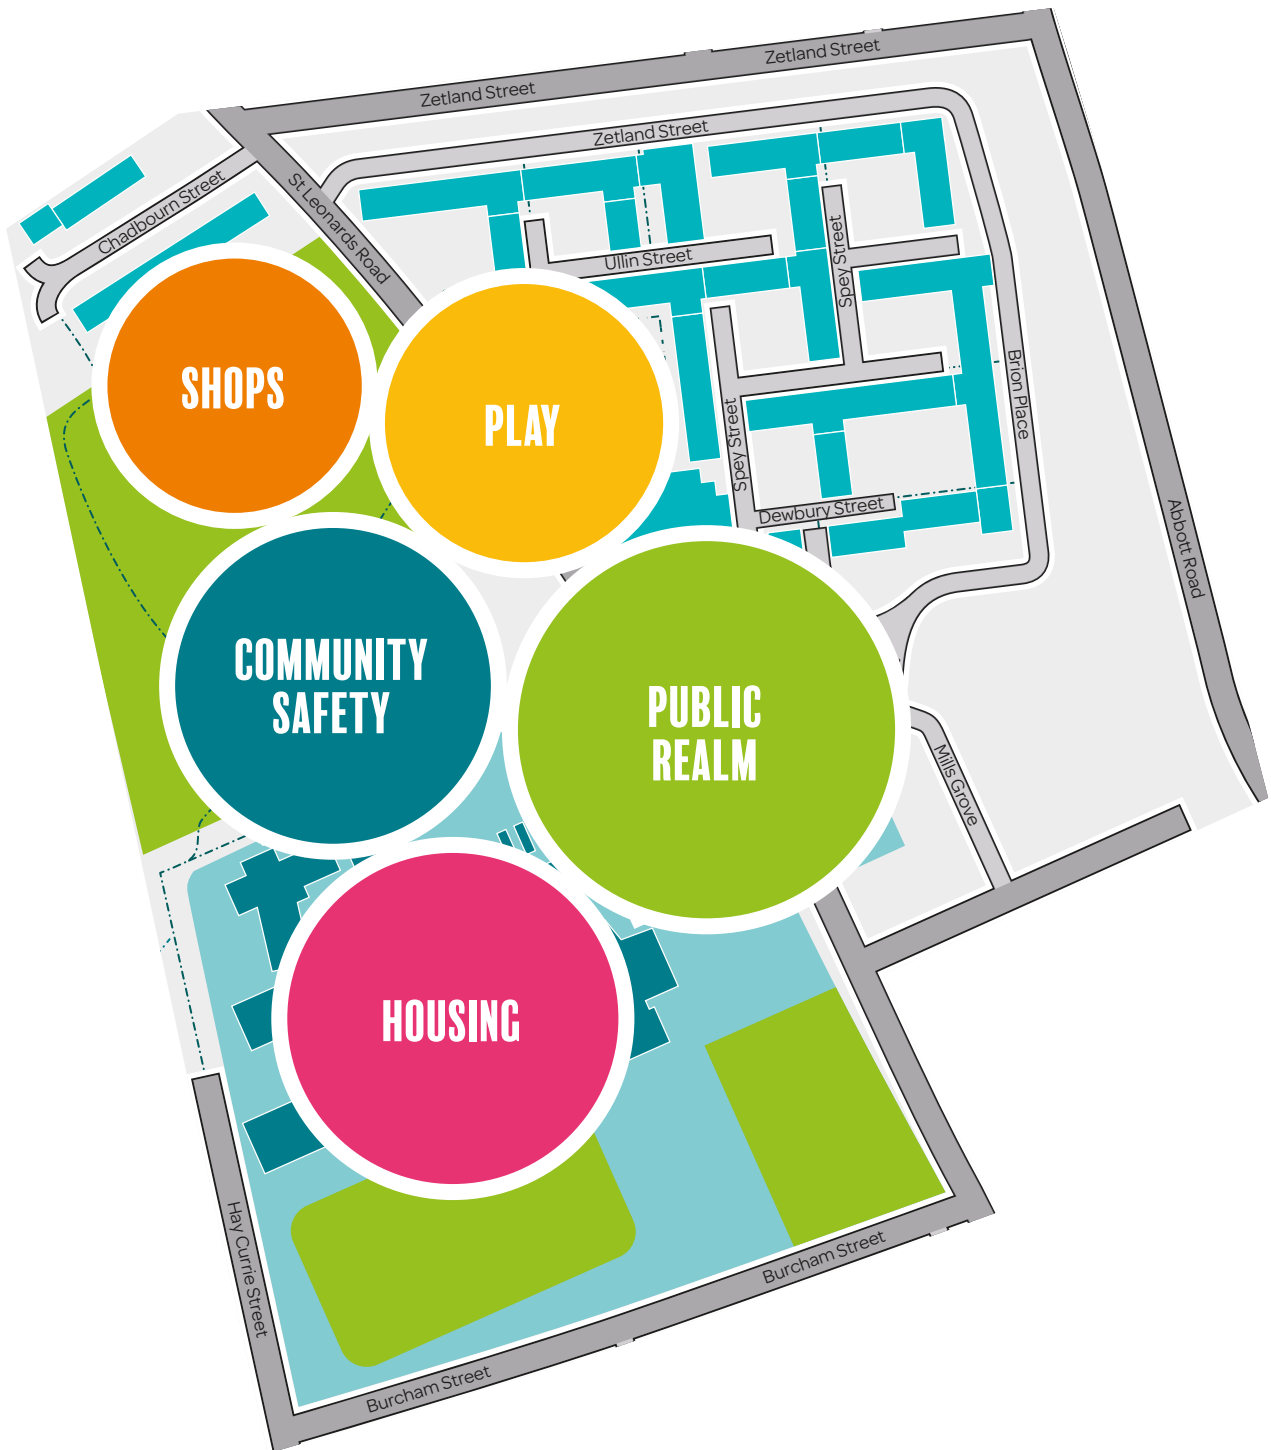 Zetland Street
Zetland Street
Zetland Street
Chadbourn Street
St Leonards Road
Ullin Street
Spey Street
Brion Place
SHOPS
PLAY
Spey Street
Dewbury Street
Abbott Road
COMMUNITY
SAFETY
PUBLIC
REALM
Mills Grove
HOUSING
Hay Currie Street
Burcham Street
Burcham Street